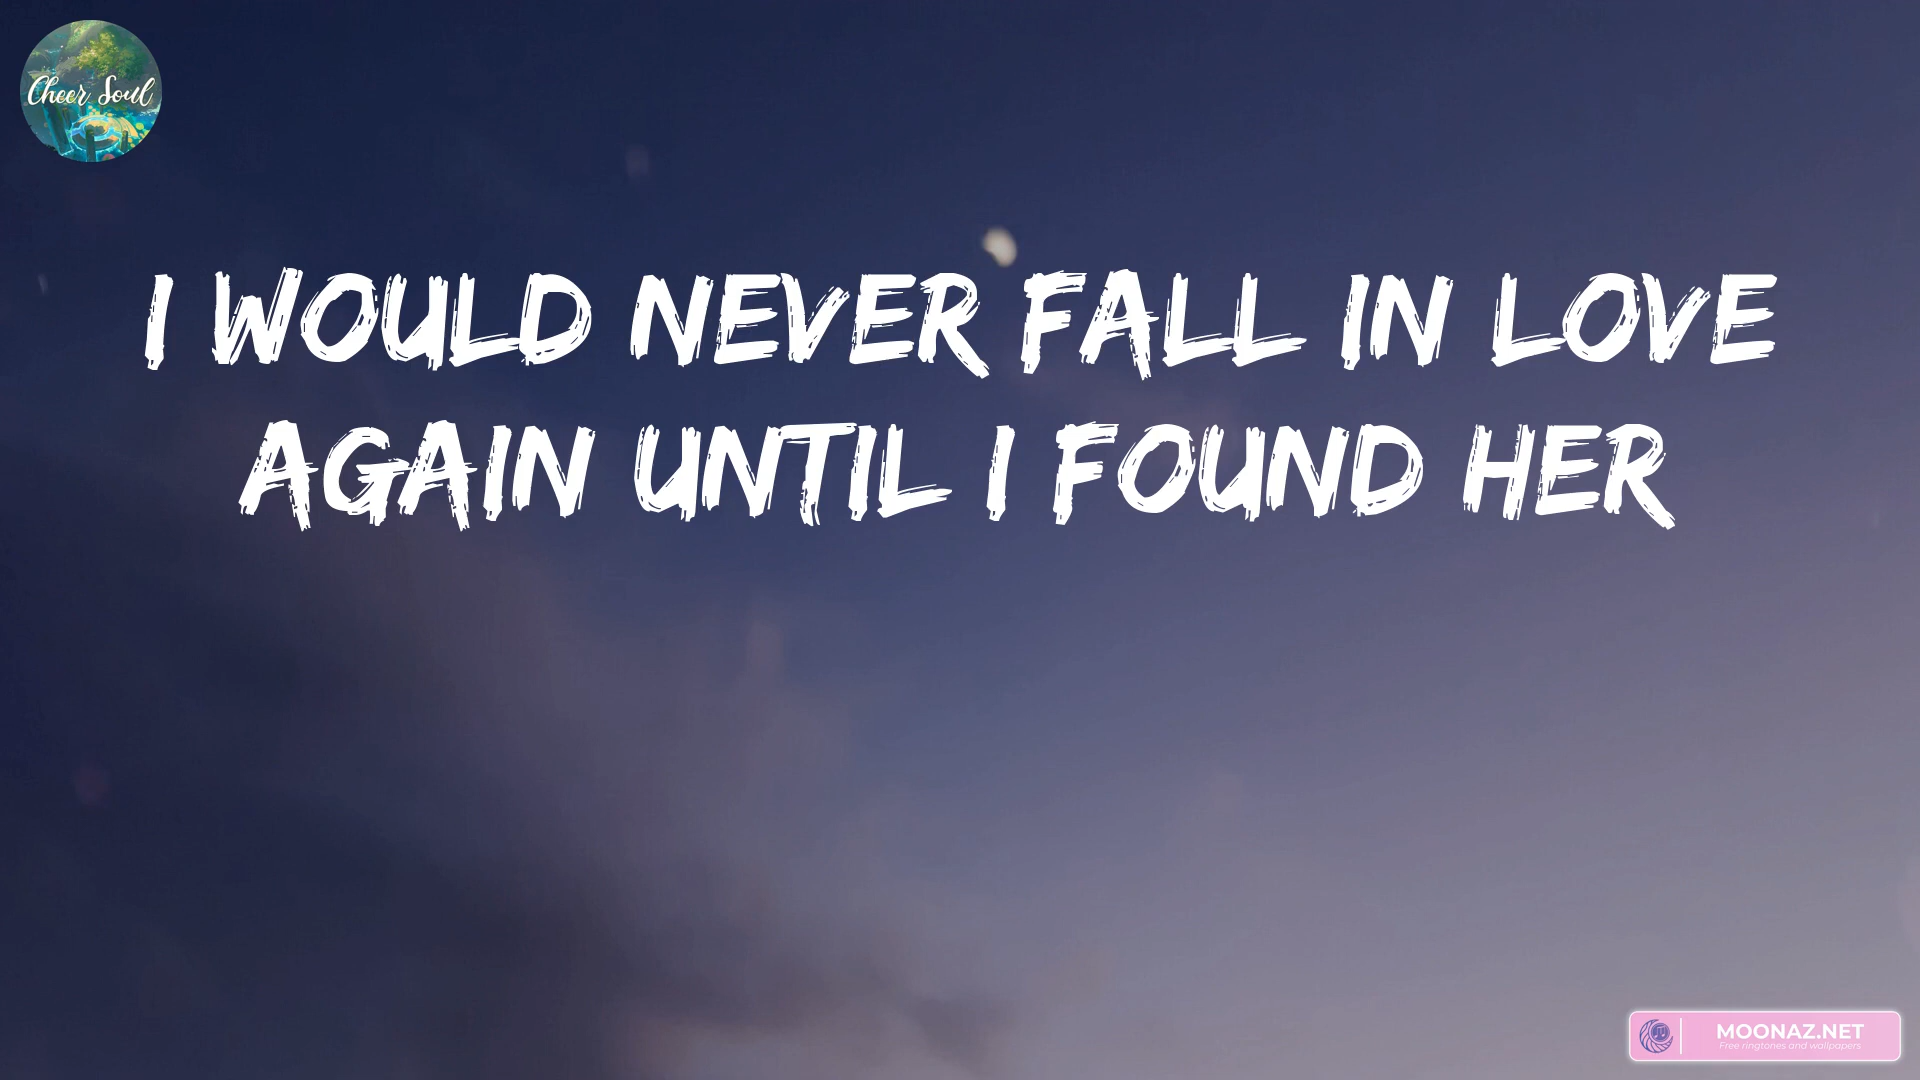 Cheer Soul
I WOULD NEVER FALL IN LOVE
AGAIN UNTIL I FOUND HER
MOONAZ.NET
Free ringtones and wallpapers